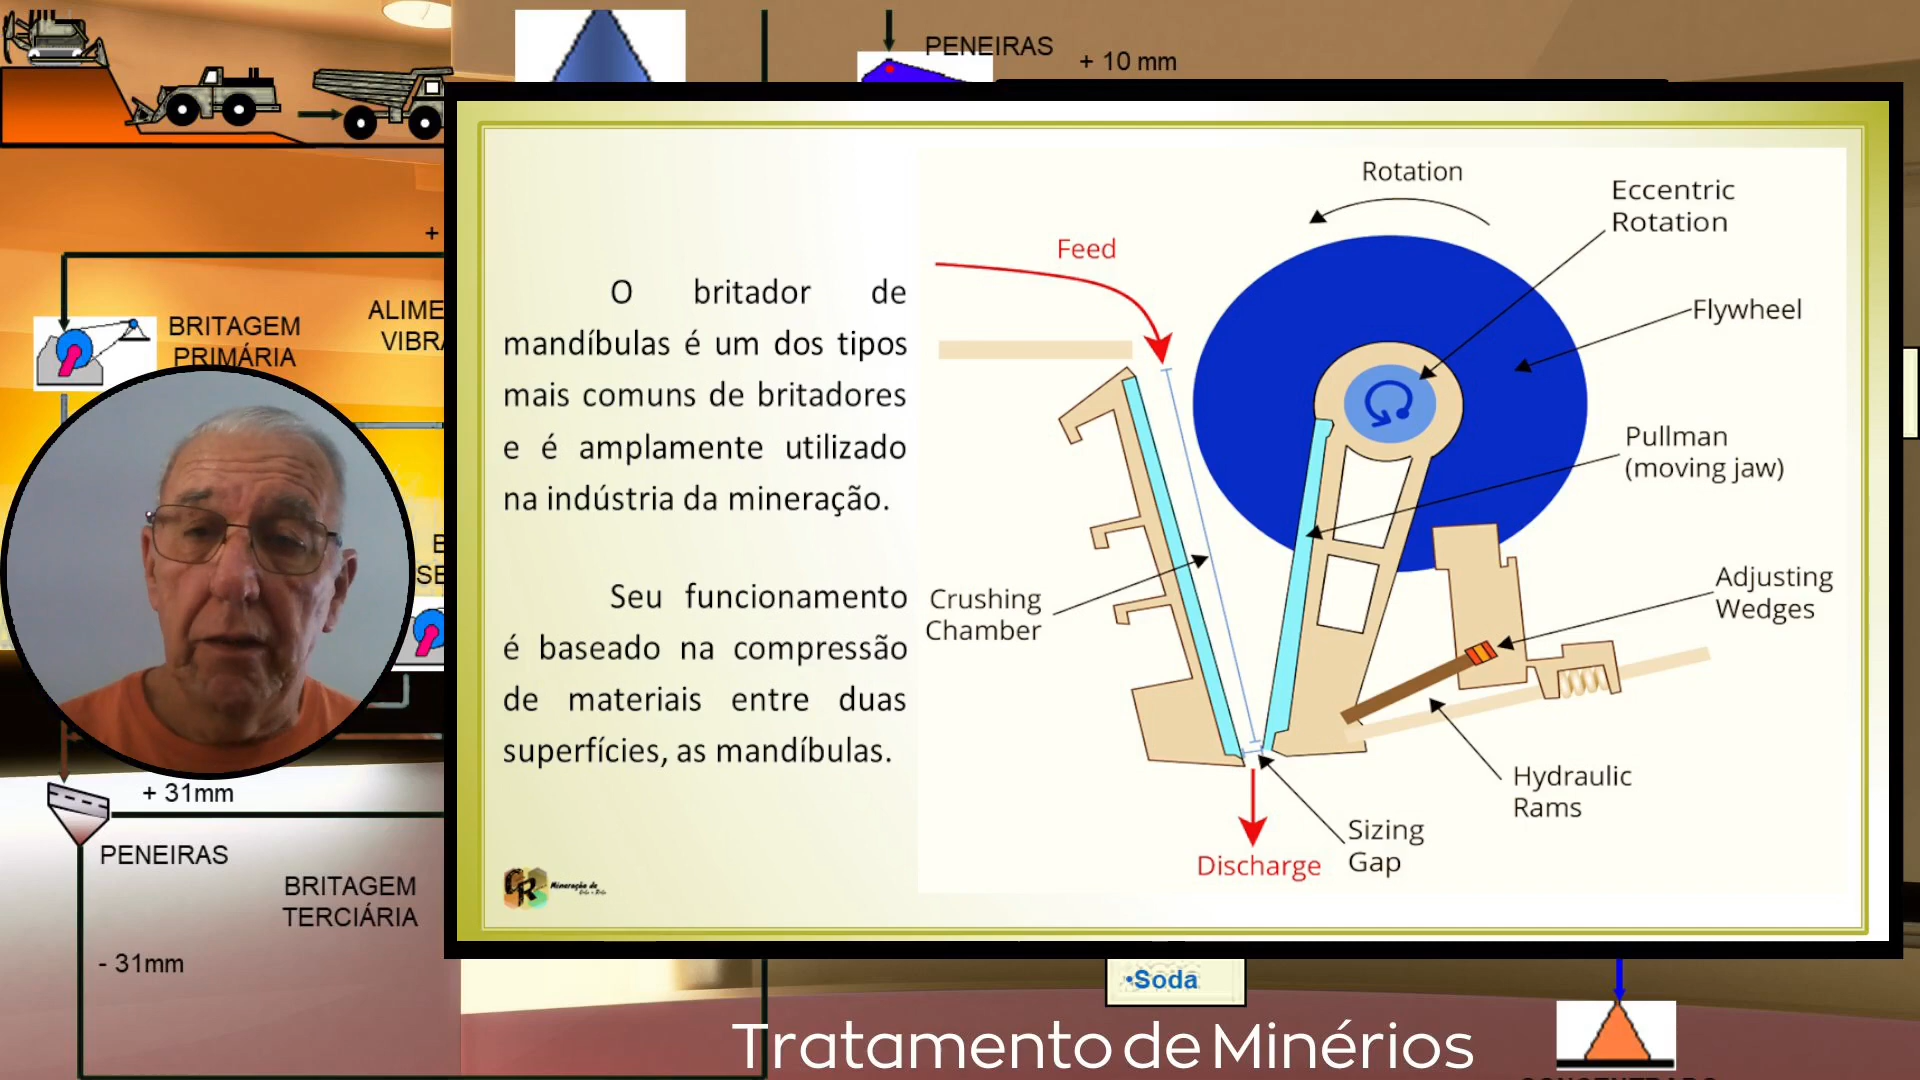 PENEIRAS
+ 10 mm
+
BRITAGEM
PRIMÁRIA
ALIME
VIBRA
+ 31mm
PENEIRAS
BRITAGEM
TERCIÁRIA
- 31mm
O britador de
mandíbulas é um dos tipos
mais comuns de britadores
e é amplamente utilizado
na indústria da mineração.
Seu funcionamento
é baseado na compressão
de materiais entre duas
superfícies, as mandíbulas.
Rotation
Eccentric
Rotation
Feed
Flywheel
Pullman
(moving jaw)
Crushing
Chamber
Adjusting
Wedges
Hydraulic
Rams
Sizing
Gap
Discharge
•Soda
Tratamento de Minérios